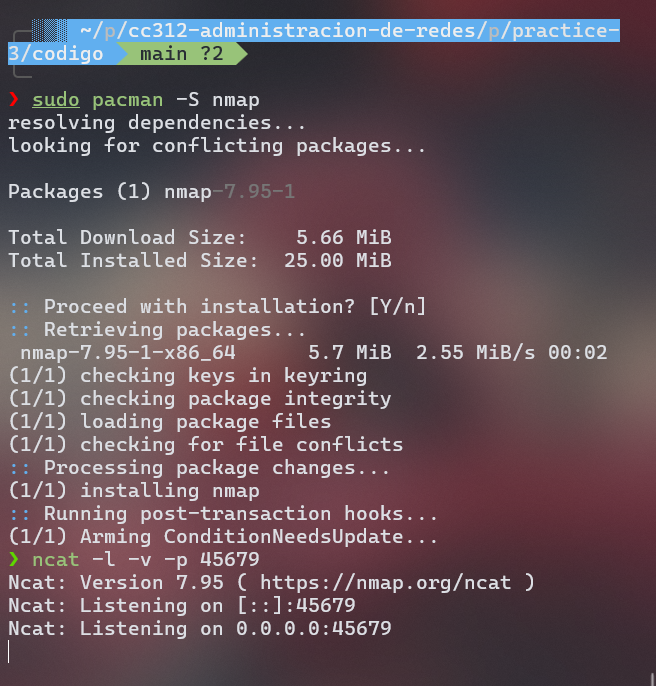 ~/p/cc312-administracion-de-redes/p/practice-
3/codigo main ?2
❯ sudo pacman -S nmap
resolving dependencies...
looking for conflicting packages...
Packages (1) nmap-7.95-1
Total Download Size: 5.66 MiB
Total Installed Size: 25.00 MiB
:: Proceed with installation? [Y/n]
:: Retrieving packages...
nmap-7.95-1-x86_64 5.7 MiB 2.55 MiB/s 00:02
(1/1) checking keys in keyring
(1/1) checking package integrity
(1/1) loading package files
(1/1) checking for file conflicts
:: Processing package changes...
(1/1) installing nmap
:: Running post-transaction hooks...
(1/1) Arming ConditionNeedsUpdate...
❯ ncat -l -v -p 45679
Ncat: Version 7.95 ( https://nmap.org/ncat )
Ncat: Listening on [::]:45679
Ncat: Listening on 0.0.0.0:45679